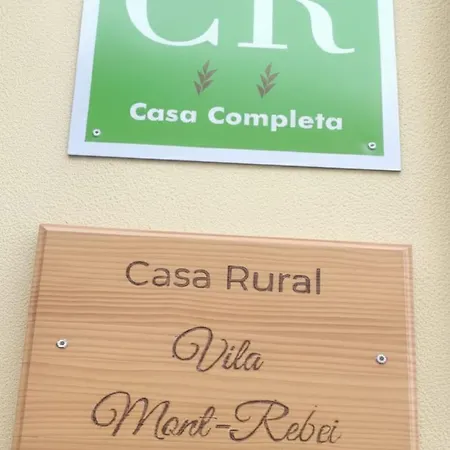 CR
Casa Completa
Casa Rural
Vila
Mont-Rebei